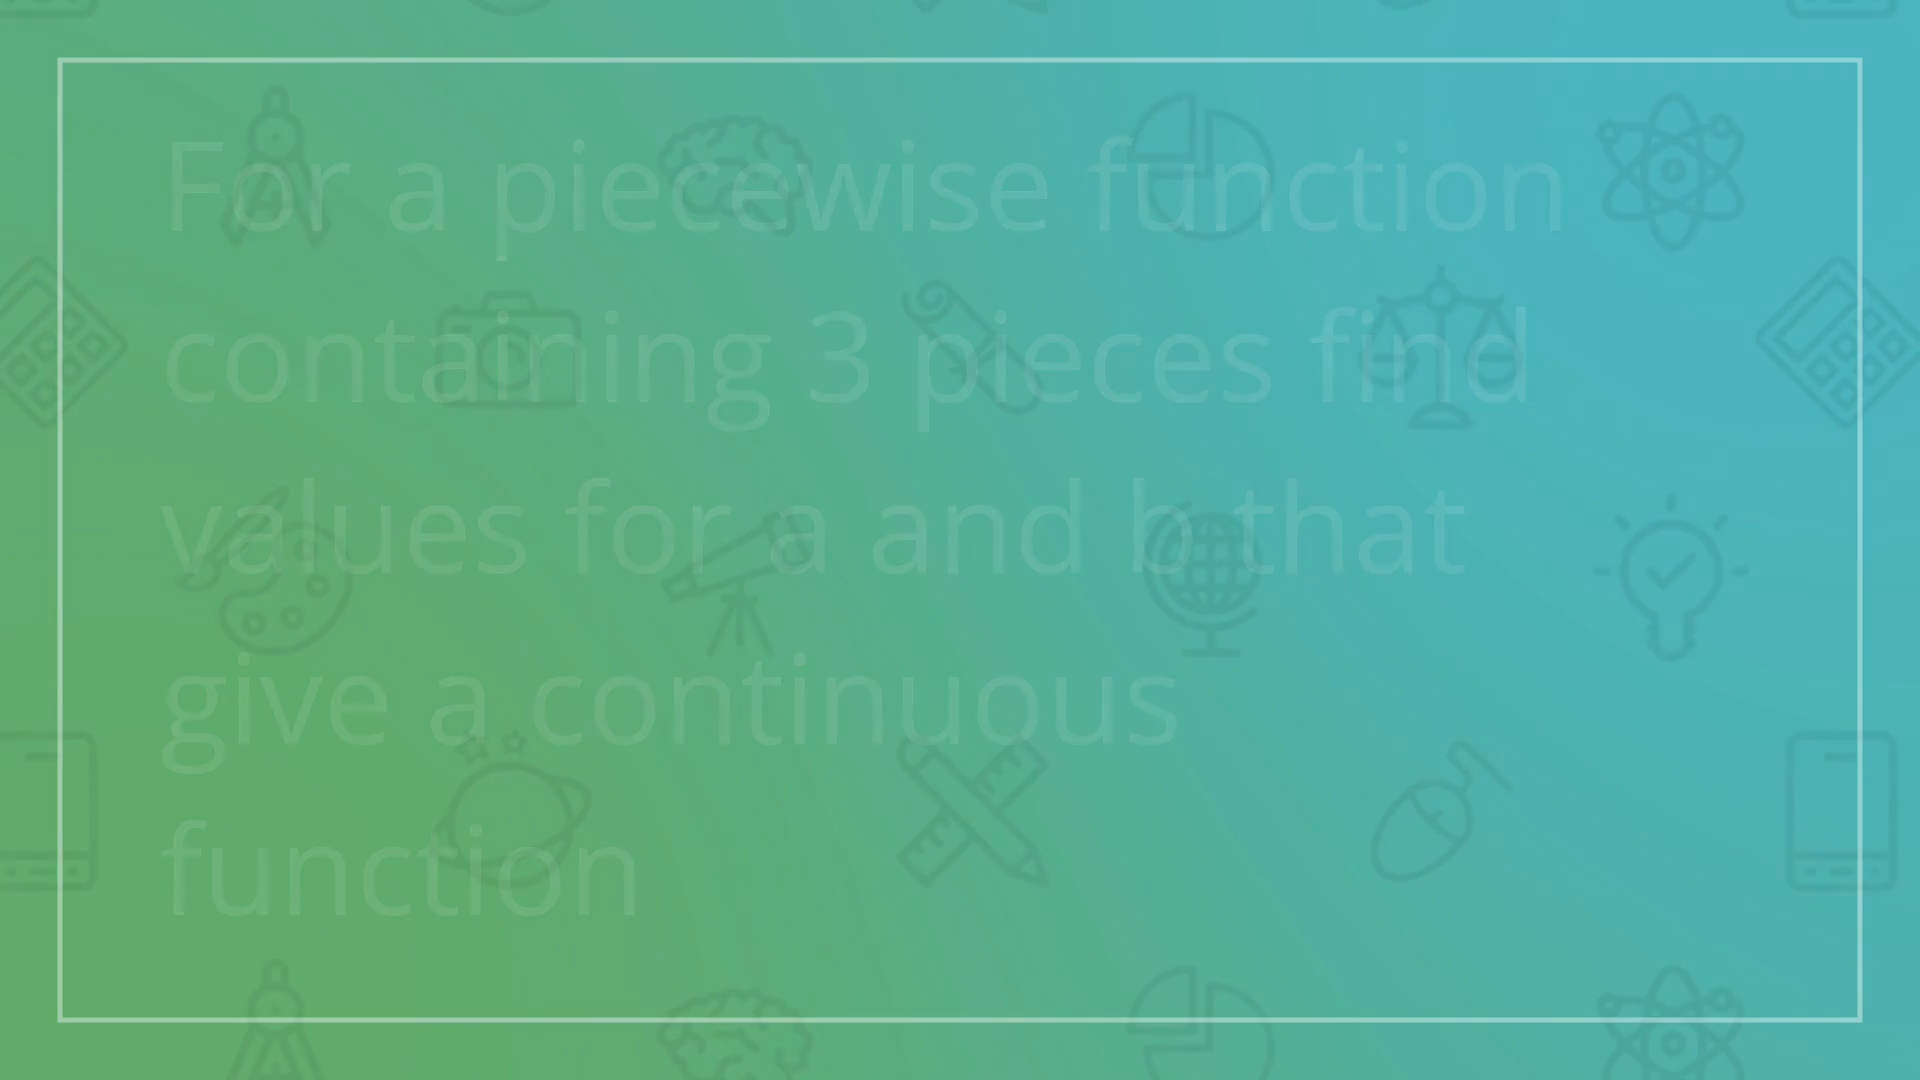 For a piecewise function
containing 3 pieces find
values for a and b that
give a continuous
function